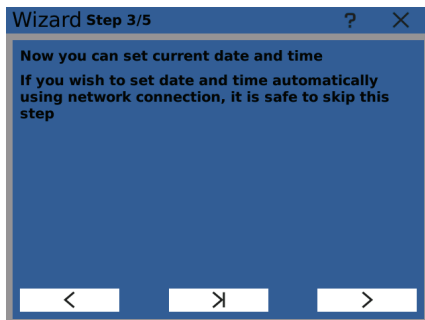 Wizard Step 3/5 ?
Now you can set current date and time
If you wish to set date and time automatically
using network connection, it is safe to skip this
step